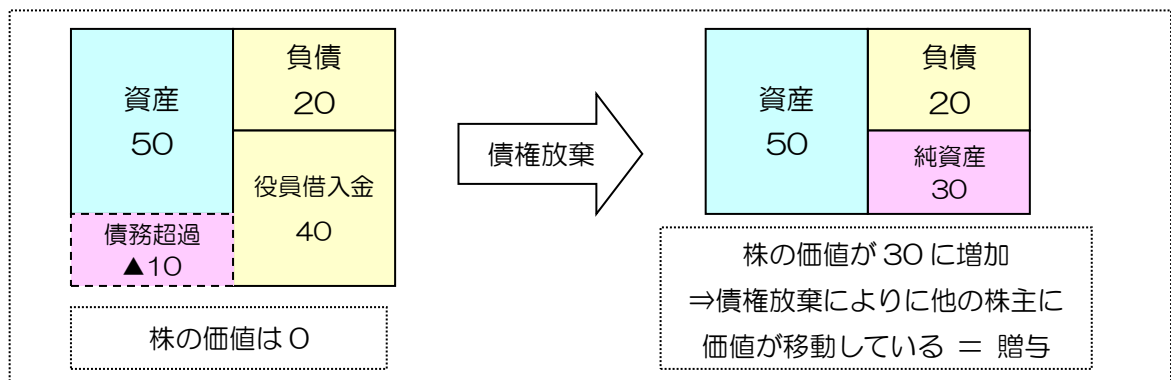 資産
50
債務超過
▲10
負債
20
役員借入金
40
株の価値は0
債権放棄
資産
50
負債
20
純資産
30
株の価値が30に増加
⇒債権放棄によりに他の株主に
価値が移動している = 贈与